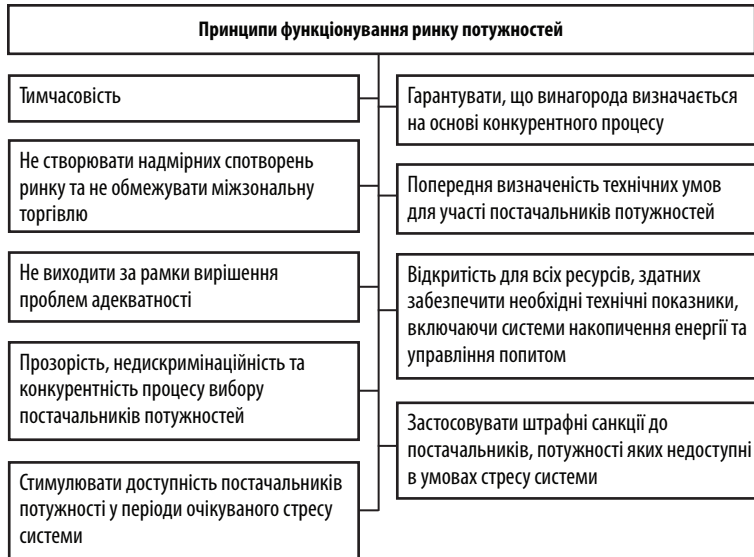 Принципи функціонування ринку потужностей
Тимчасовість
Не створювати надмірних спотворень
ринку та не обмежувати міжзональну
торгівлю
Не виходити за рамки вирішення
проблем адекватності
Прозорість, недискримінаційність та
конкурентність процесу вибору
постачальників потужностей
Стимулювати доступність постачальників
потужності у періоди очікуваного стресу
системи
Гарантувати, що винагорода визначається
на основі конкурентного процесу
Попередня визначеність технічних умов
для участі постачальників потужностей
Відкритість для всіх ресурсів, здатних
забезпечити необхідні технічні показники,
включаючи системи накопичення енергії та
управління попитом
Застосовувати штрафні санкції до
постачальників, потужності яких недоступні
в умовах стресу системи